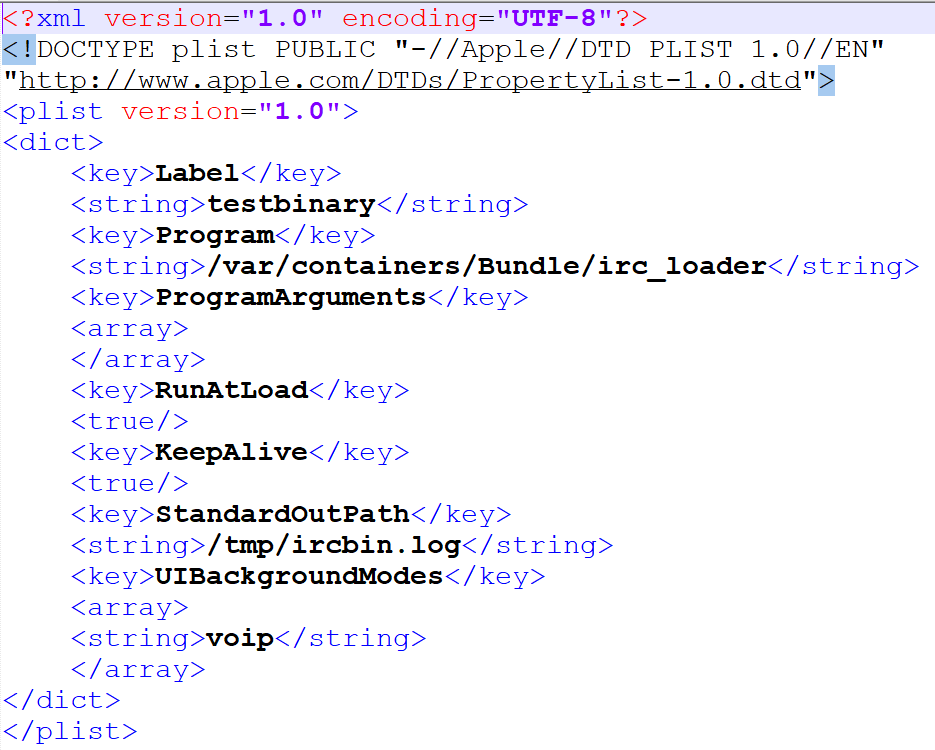 <?xml version="1.0" encoding="UTF-8"?>
<!DOCTYPE plist PUBLIC "-//Apple//DTD PLIST 1.0//EN"
"http://www.apple.com/DTDs/PropertyList-1.0.dtd">
<plist version="1.0">
<dict>
    <key>Label</key>
    <string>testbinary</string>
    <key>Program</key>
    <string>/var/containers/Bundle/irc_loader</string>
    <key>ProgramArguments</key>
    <array>
    </array>
    <key>RunAtLoad</key>
    <true/>
    <key>KeepAlive</key>
    <true/>
    <key>StandardOutPath</key>
    <string>/tmp/ircbin.log</string>
    <key>UIBackgroundModes</key>
    <array>
    <string>voip</string>
    </array>
</dict>
</plist>